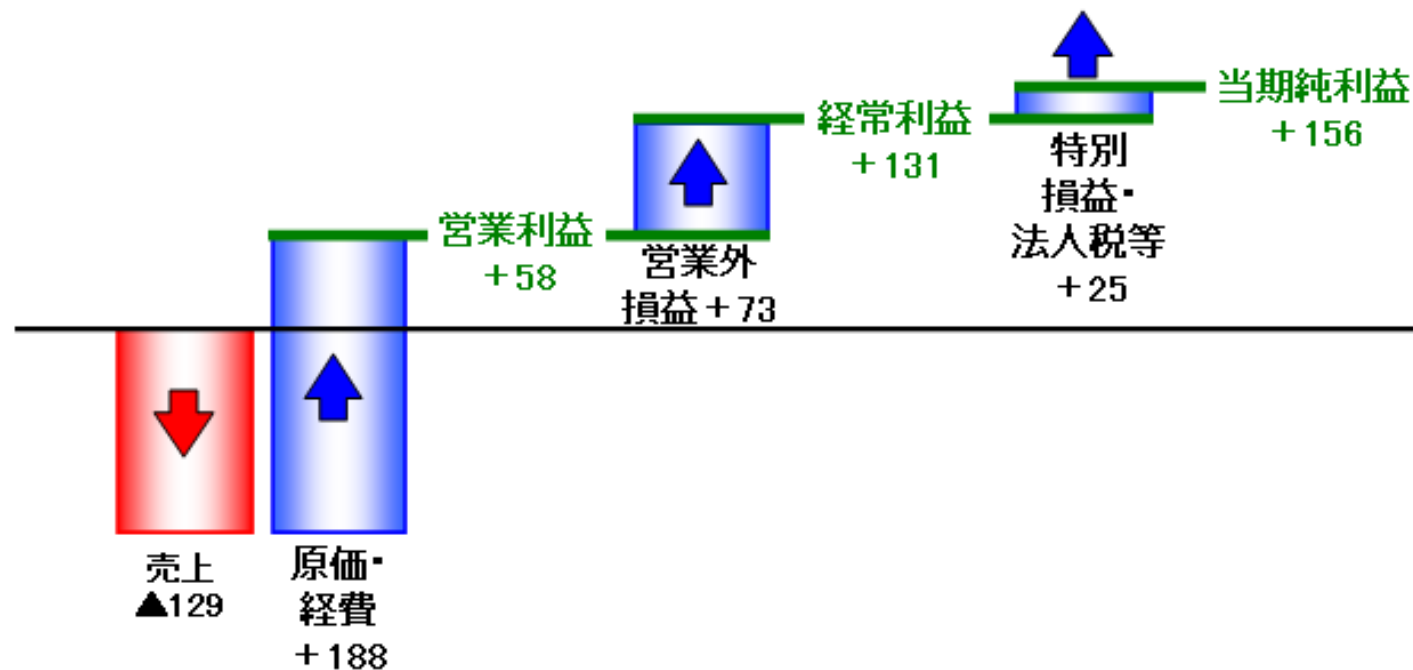 売上
▲129
原価・
経費
＋188
営業利益
＋58
営業外
損益＋73
経常利益
＋131
特別
損益・
法人税等
＋25
当期純利益
＋156